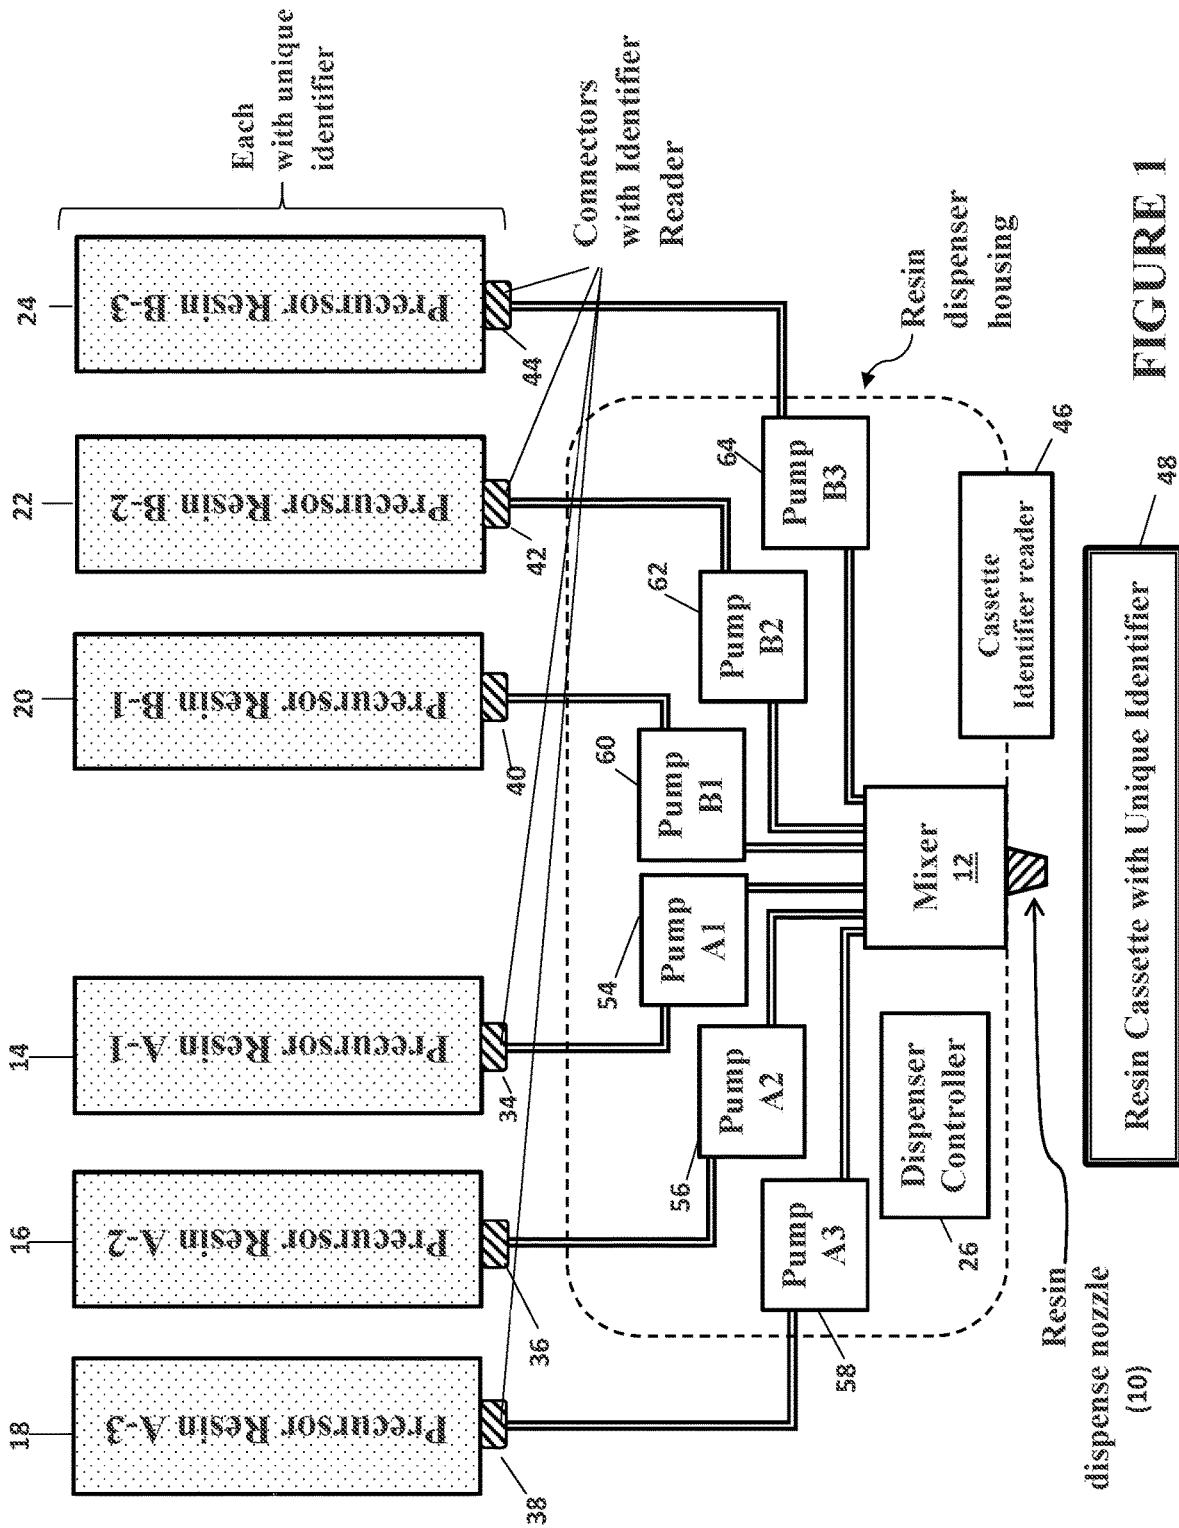 18
16
14
20
22
24
Precursor Resin A-3
Precursor Resin A-2
Precursor Resin A-1
Precursor Resin B-1
Precursor Resin B-2
Precursor Resin B-3
Each
with unique
identifier
38
36
34
40
42
44
Connectors
with Identifier
Reader
54
Pump
A1
60
Pump
B1
56
Pump
A2
62
Pump
B2
58
Pump
A3
64
Pump
B3
Resin
dispenser
housing
Mixer
12
26
Dispenser
Controller
Cassette
Identifier reader
46
Resin
dispense nozzle
(10)
Resin Cassette with Unique Identifier
48
FIGURE 1